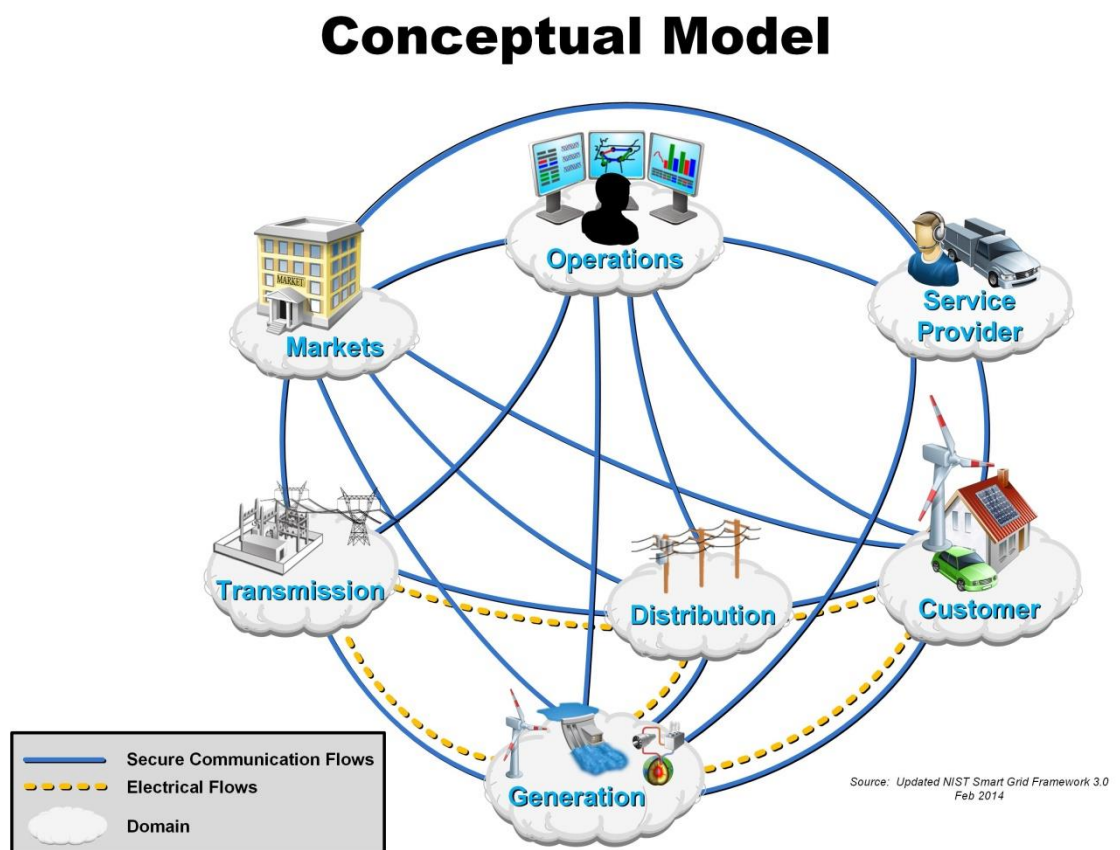 Conceptual Model
Operations
MARKET
Markets
Service
Provider
Transmission
Distribution
Customer
Generation
Secure Communication Flows
Electrical Flows
Domain
Source: Updated NIST Smart Grid Framework 3.0
Feb 2014